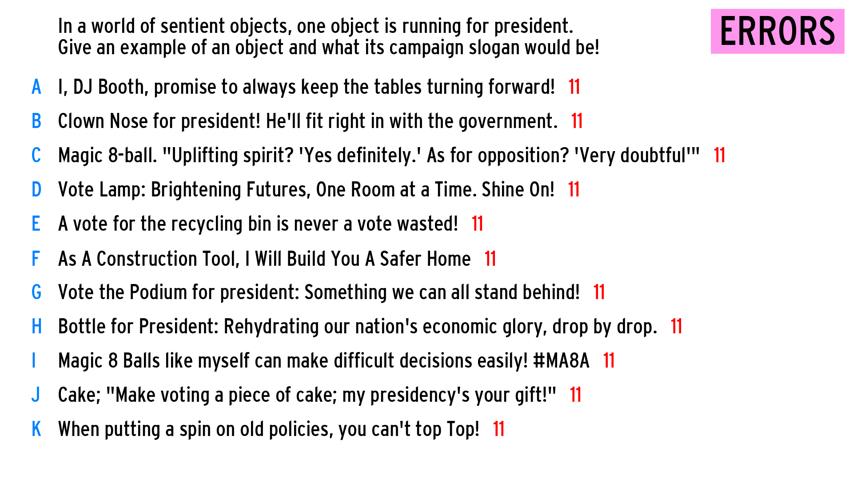 In a world of sentient objects, one object is running for president.
Give an example of an object and what its campaign slogan would be!
ERRORS
A I, DJ Booth, promise to always keep the tables turning forward! 11
B Clown Nose for president! He'll fit right in with the government. 11
C Magic 8-ball. "Uplifting spirit? 'Yes definitely.' As for opposition? 'Very doubtful'" 11
D Vote Lamp: Brightening Futures, One Room at a Time. Shine On! 11
E A vote for the recycling bin is never a vote wasted! 11
F As A Construction Tool, I Will Build You A Safer Home 11
G Vote the Podium for president: Something we can all stand behind! 11
H Bottle for President: Rehydrating our nation's economic glory, drop by drop. 11
I Magic 8 Balls like myself can make difficult decisions easily! #MA8A 11
J Cake; "Make voting a piece of cake; my presidency's your gift!" 11
K When putting a spin on old policies, you can't top Top! 11